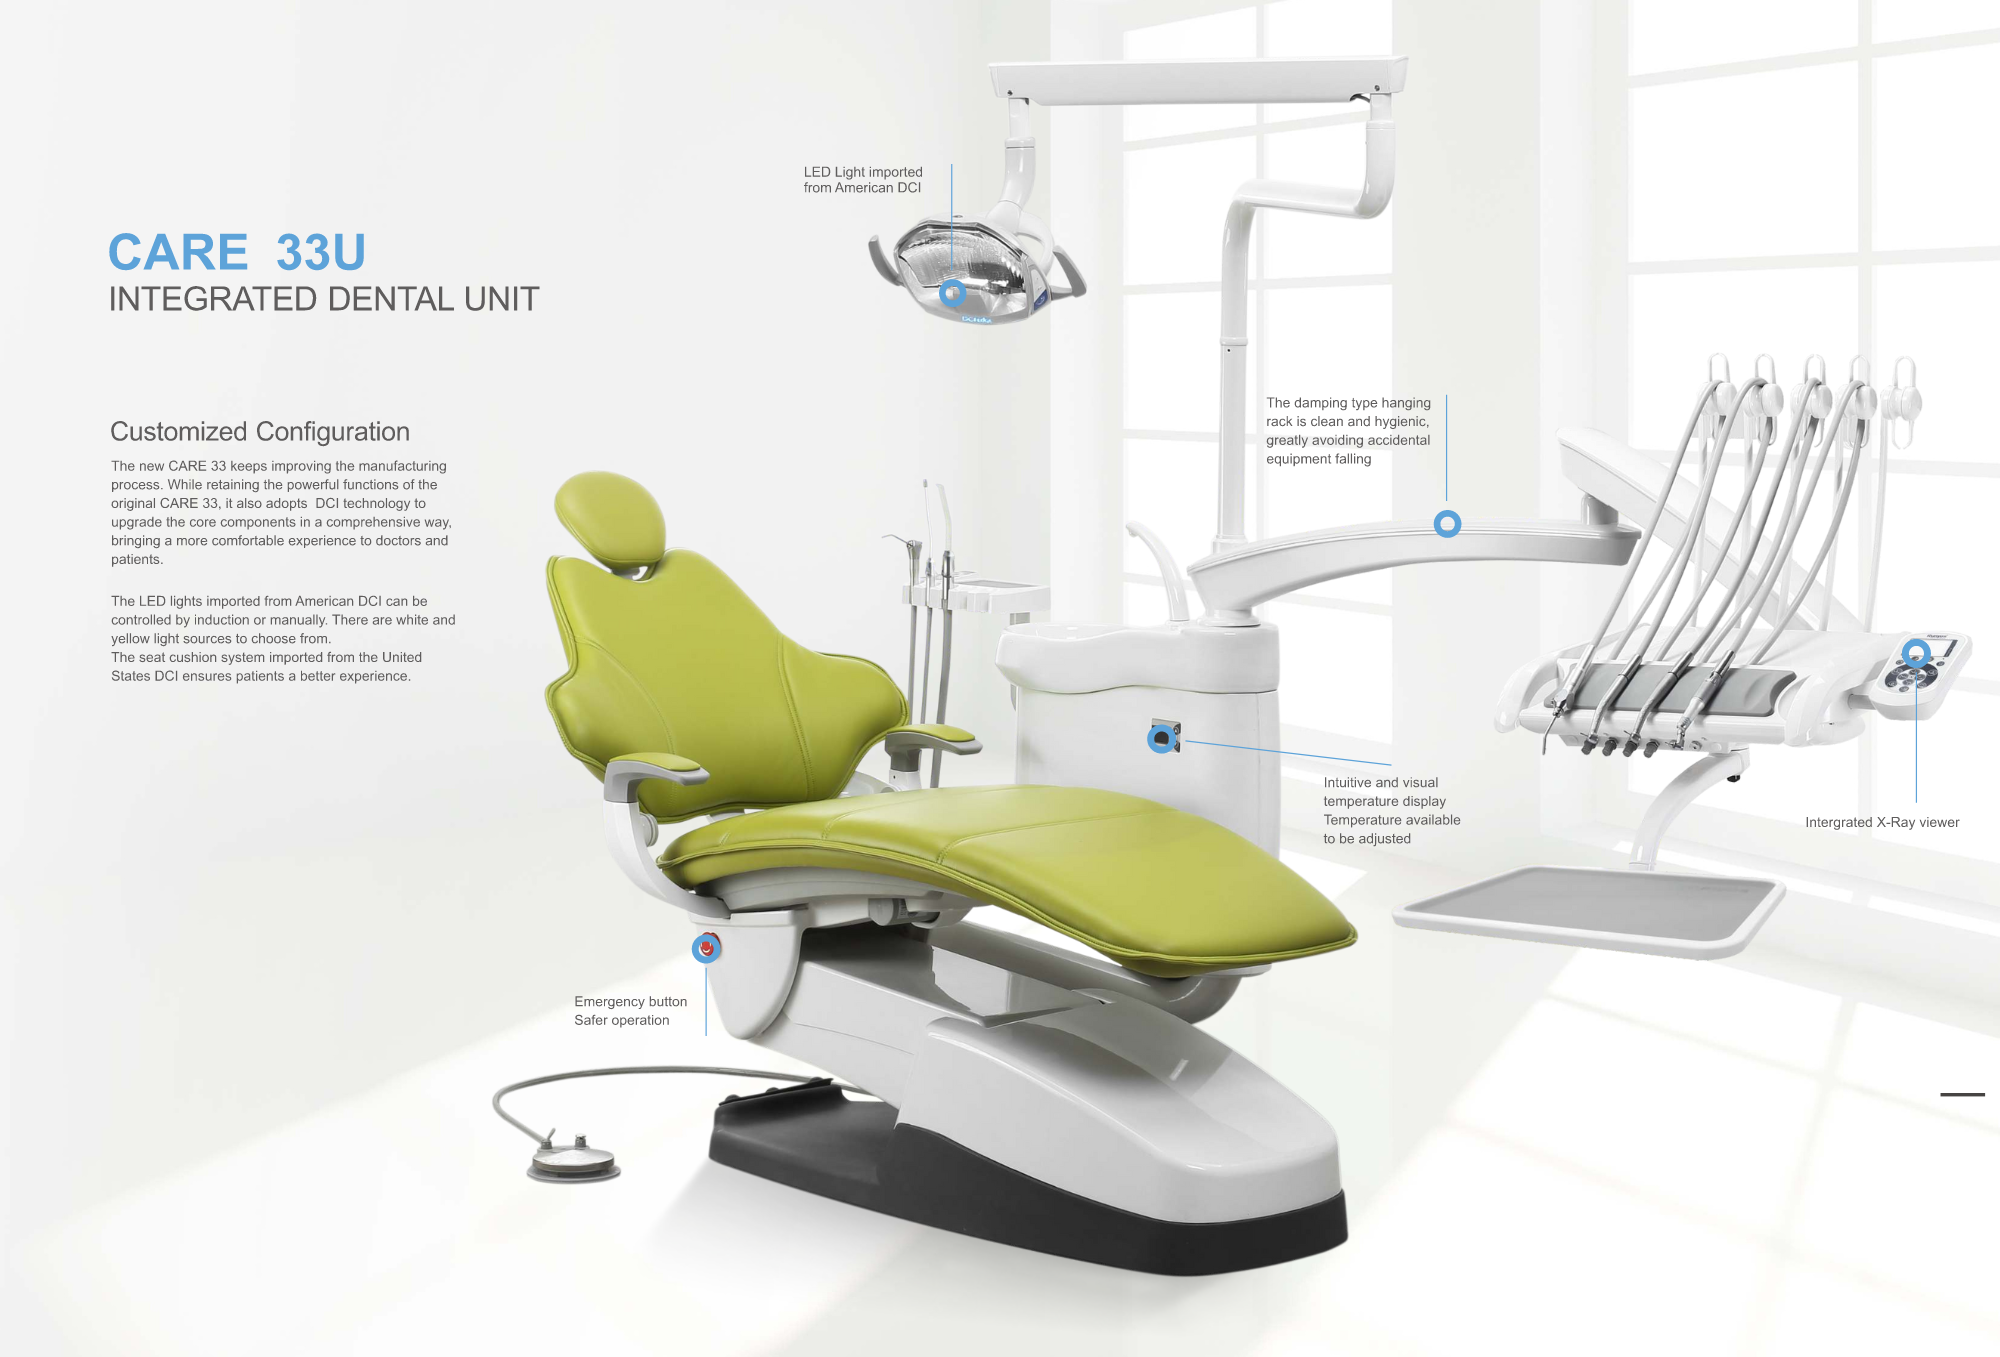 LED Light imported
from American DCI
CARE 33U
INTEGRATED DENTAL UNIT
The damping type hanging
rack is clean and hygienic,
greatly avoiding accidental
equipment falling
Customized Configuration
The new CARE 33 keeps improving the manufacturing
process. While retaining the powerful functions of the
original CARE 33, it also adopts DCI technology to
upgrade the core components in a comprehensive way,
bringing a more comfortable experience to doctors and
patients.
The LED lights imported from American DCI can be
controlled by induction or manually. There are white and
yellow light sources to choose from.
The seat cushion system imported from the United
States DCI ensures patients a better experience.
Intuitive and visual
temperature display
Temperature available
to be adjusted
Intergrated X-Ray viewer
Emergency button
Safer operation